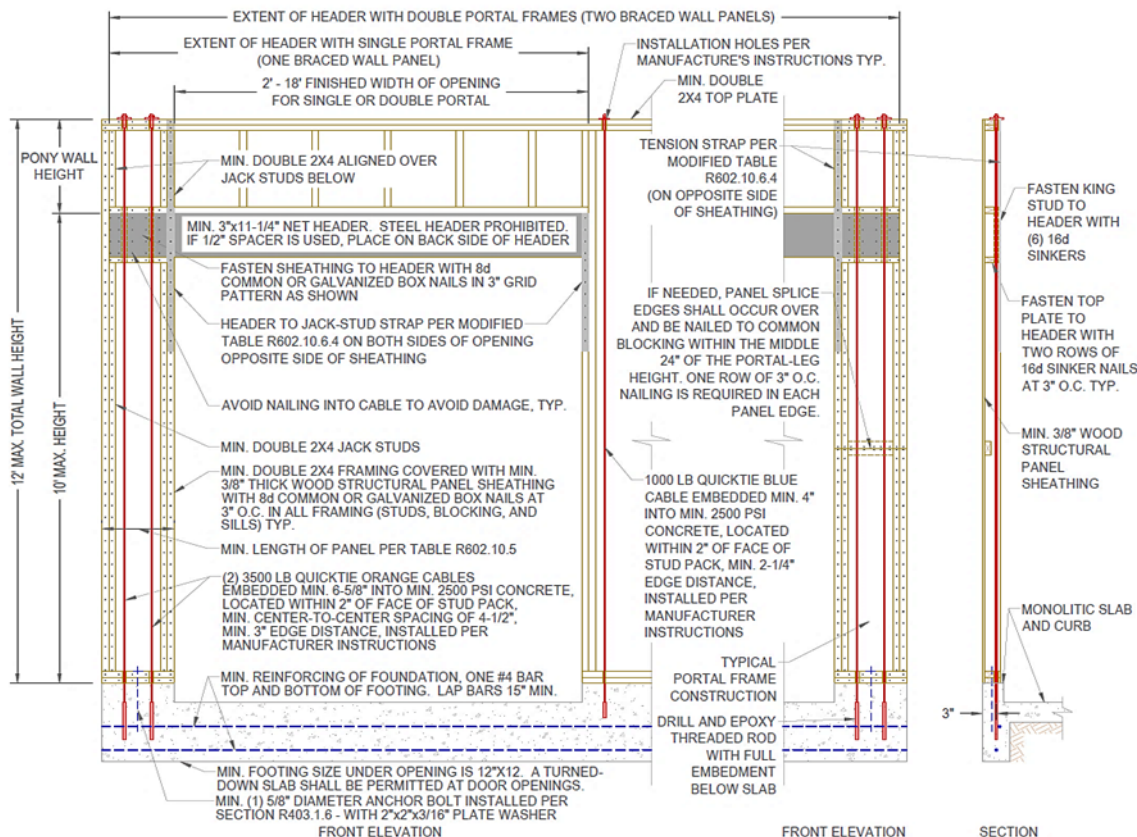 EXTENT OF HEADER WITH DOUBLE PORTAL FRAMES (TWO BRACED WALL PANELS)
EXTENT OF HEADER WITH SINGLE PORTAL FRAME
(ONE BRACED WALL PANEL)
2' - 18' FINISHED WIDTH OF OPENING
FOR SINGLE OR DOUBLE PORTAL
INSTALLATION HOLES PER
MANUFACTURE'S INSTRUCTIONS TYP.
MIN. DOUBLE
2X4 TOP PLATE
PONY WALL
HEIGHT
12' MAX. TOTAL WALL HEIGHT
10' MAX. HEIGHT
MIN. DOUBLE 2X4 ALIGNED OVER
JACK STUDS BELOW
MIN. 3"x11-1/4" NET HEADER. STEEL HEADER PROHIBITED.
IF 1/2" SPACER IS USED, PLACE ON BACK SIDE OF HEADER
FASTEN SHEATHING TO HEADER WITH 8d
COMMON OR GALVANIZED BOX NAILS IN 3" GRID
PATTERN AS SHOWN
HEADER TO JACK-STUD STRAP PER MODIFIED
TABLE R602.10.6.4 ON BOTH SIDES OF OPENING
OPPOSITE SIDE OF SHEATHING
AVOID NAILING INTO CABLE TO AVOID DAMAGE, TYP.
MIN. DOUBLE 2X4 JACK STUDS
MIN. DOUBLE 2X4 FRAMING COVERED WITH MIN.
3/8" THICK WOOD STRUCTURAL PANEL SHEATHING
WITH 8d COMMON OR GALVANIZED BOX NAILS AT
3" O.C. IN ALL FRAMING (STUDS, BLOCKING, AND
SILLS) TYP.
MIN. LENGTH OF PANEL PER TABLE R602.10.5
(2) 3500 LB QUICKTIE ORANGE CABLES
EMBEDDED MIN. 6-5/8" INTO MIN. 2500 PSI CONCRETE,
LOCATED WITHIN 2" OF FACE OF STUD PACK,
MIN. CENTER-TO-CENTER SPACING OF 4-1/2",
MIN. 3" EDGE DISTANCE, INSTALLED PER
MANUFACTURER INSTRUCTIONS
MIN. REINFORCING OF FOUNDATION, ONE #4 BAR
TOP AND BOTTOM OF FOOTING. LAP BARS 15" MIN.
MIN. FOOTING SIZE UNDER OPENING IS 12"X12. A TURNED-
DOWN SLAB SHALL BE PERMITTED AT DOOR OPENINGS.
MIN. (1) 5/8" DIAMETER ANCHOR BOLT INSTALLED PER
SECTION R403.1.6 - WITH 2"x2"x3/16" PLATE WASHER
FRONT ELEVATION
TENSION STRAP PER
MODIFIED TABLE
R602.10.6.4
(ON OPPOSITE SIDE
OF SHEATHING)
IF NEEDED, PANEL SPLICE
EDGES SHALL OCCUR OVER
AND BE NAILED TO COMMON
BLOCKING WITHIN THE MIDDLE
24" OF THE PORTAL-LEG
HEIGHT. ONE ROW OF 3" O.C.
NAILING IS REQUIRED IN EACH
PANEL EDGE.
1000 LB QUICKTIE BLUE
CABLE EMBEDDED MIN. 4"
INTO MIN. 2500 PSI
CONCRETE, LOCATED
WITHIN 2" OF FACE OF
STUD PACK, MIN. 2-1/4"
EDGE DISTANCE,
INSTALLED PER
MANUFACTURER
INSTRUCTIONS
TYPICAL
PORTAL FRAME
CONSTRUCTION
DRILL AND EPOXY
THREADED ROD
WITH FULL
EMBEDMENT
BELOW SLAB
FRONT ELEVATION
FASTEN KING
STUD TO
HEADER WITH
(6) 16d
SINKERS
FASTEN TOP
PLATE TO
HEADER WITH
TWO ROWS OF
16d SINKER NAILS
AT 3" O.C. TYP.
MIN. 3/8" WOOD
STRUCTURAL
PANEL
SHEATHING
MONOLITIC SLAB
AND CURB
3"
SECTION